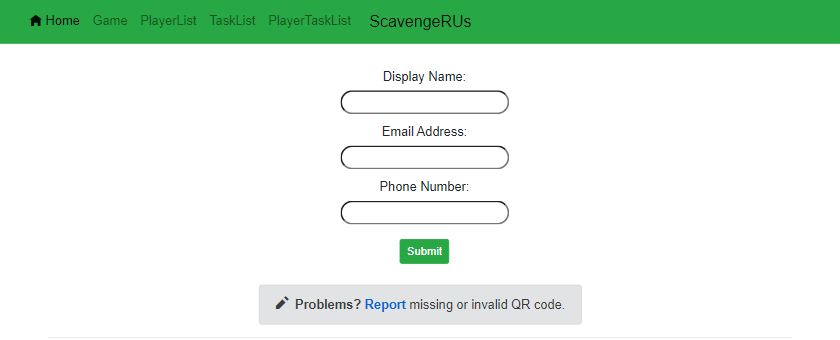 Home Game PlayerList TaskList PlayerTaskList ScavengeRUs
Display Name:
Email Address:
Phone Number:
Submit
Problems? Report missing or invalid QR code.